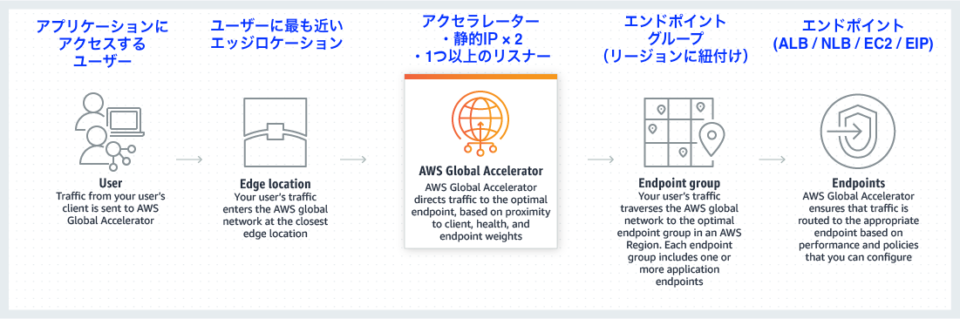 アプリケーションに
アクセスする
ユーザー
ユーザーに最も近い
エッジロケーション
アクセラレーター
・静的IP × 2
・1つ以上のリスナー
エンドポイント
グループ
（リージョンに紐付け）
エンドポイント
(ALB / NLB / EC2 / EIP)
User
Traffic from your user's
client is sent to AWS
Global Accelerator
Edge location
Your user's traffic
enters the AWS global
network at the closest
edge location
AWS Global Accelerator
AWS Global Accelerator
directs traffic to the optimal
endpoint, based on proximity
to client, health, and
endpoint weights
Endpoint group
Your user's traffic
traverses the AWS global
network to the optimal
endpoint group in an AWS
Region. Each endpoint
group includes one or
more application
endpoints
Endpoints
AWS Global Accelerator
ensures that traffic is
routed to the appropriate
endpoint based on
performance and policies
that you can configure